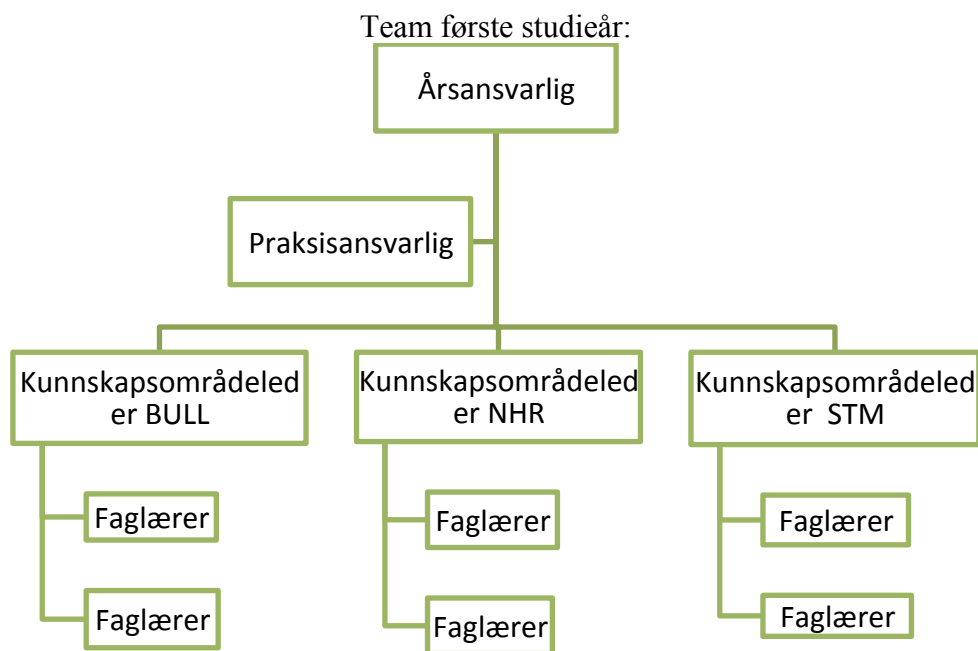 Team første studieår:
Årsansvarlig
Praksisansvarlig
Kunnskapsområdeled
er BULL
Kunnskapsområdeled
er NHR
Kunnskapsområdeled
er  STM
Faglærer
Faglærer
Faglærer
Faglærer
Faglærer
Faglærer